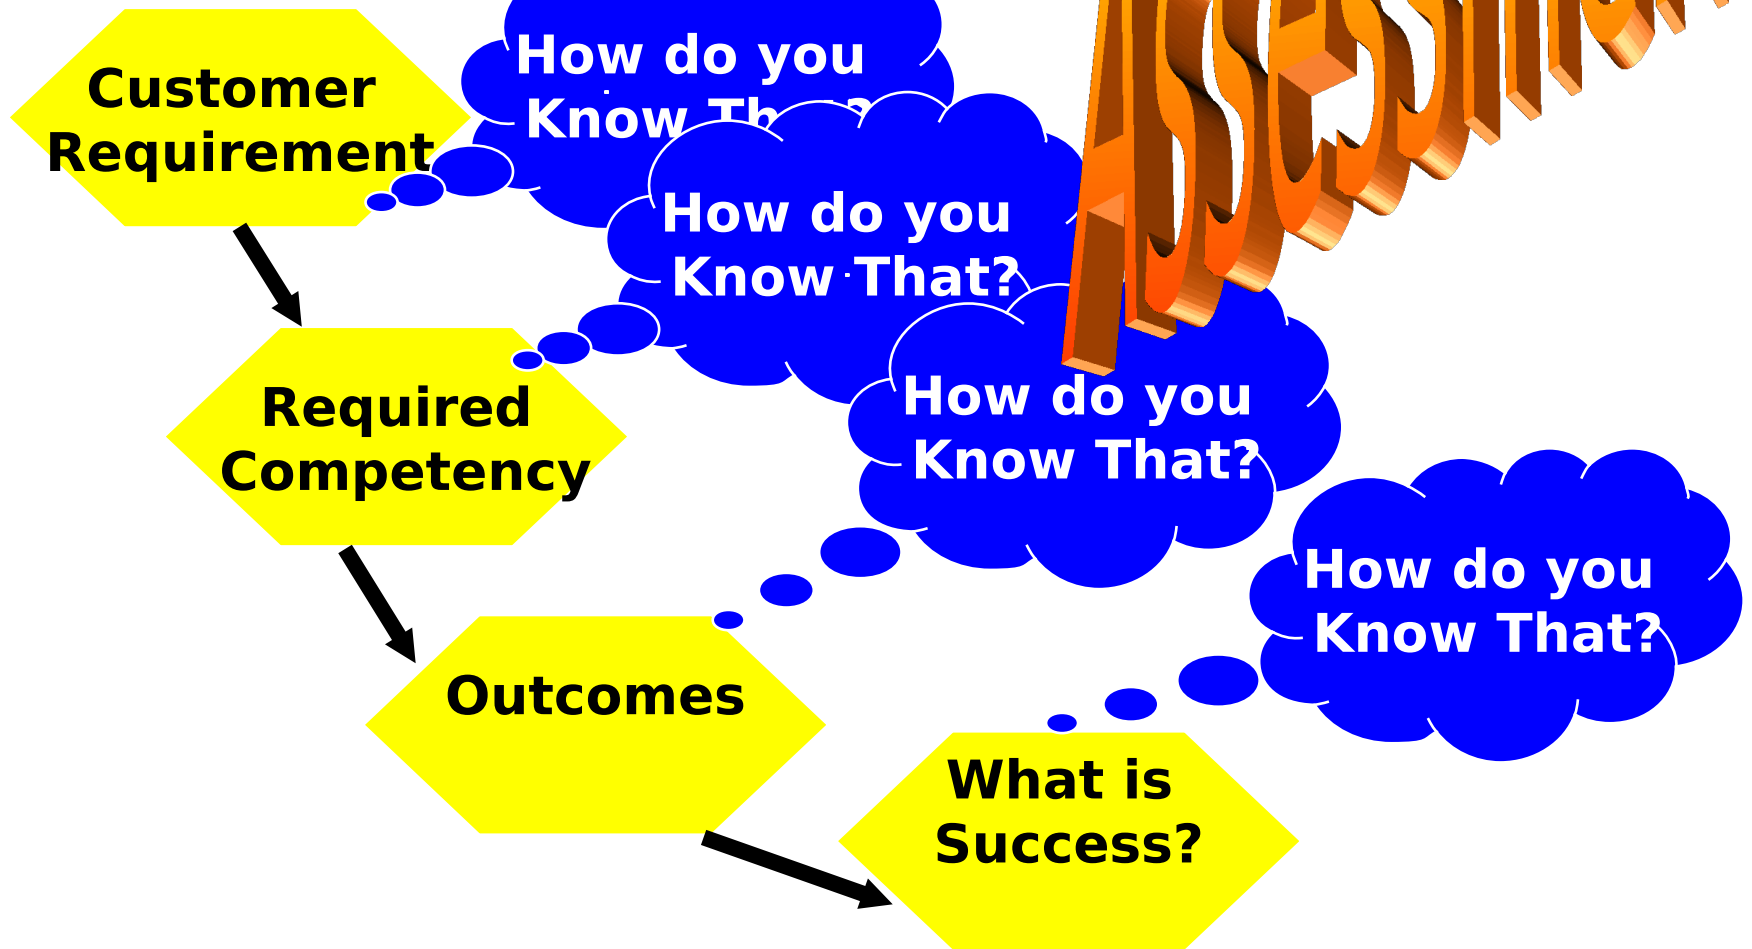 Customer
Requirement
How do you
Know That?
How do you
Know That?
Required
Competency
How do you
Know That?
Outcomes
How do you
Know That?
What is
Success?